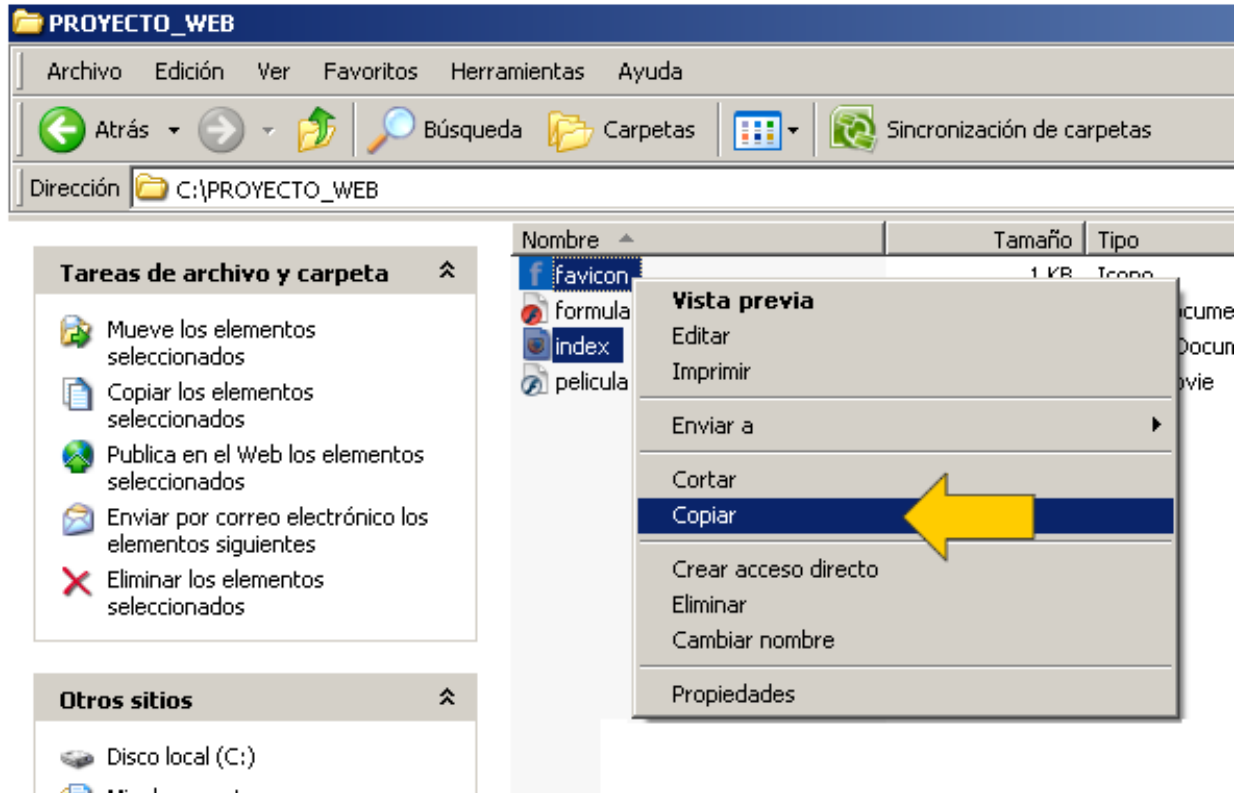 PROYECTO_WEB
Archivo Edición Ver Favoritos Herramientas Ayuda
Atrás Búsqueda Carpetas Sincronización de carpetas
Dirección C:\PROYECTO_WEB
Nombre Tamaño Tipo
Tareas de archivo y carpeta
Mueve los elementos
seleccionados
Copiar los elementos
seleccionados
Publica en el Web los elementos
seleccionados
Enviar por correo electrónico los
elementos siguientes
Eliminar los elementos
seleccionados
Otros sitios
Disco local (C:)
favicon 1 KB Icono
formula
index
pelicula
Vista previa
Editar
Imprimir
Enviar a
Cortar
Copiar
Crear acceso directo
Eliminar
Cambiar nombre
Propiedades